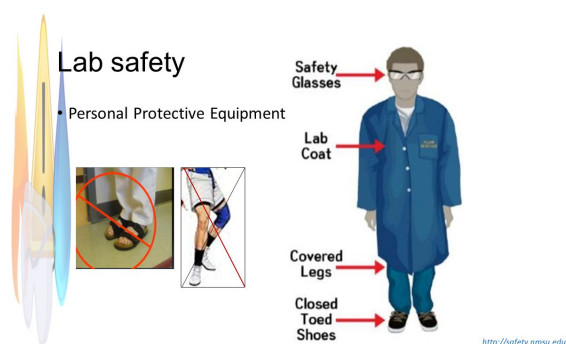 Lab safety
• Personal Protective Equipment
Safety
Glasses
Lab
Coat
Covered
Legs
Closed
Toed
Shoes
http://safety.nmsu.edu